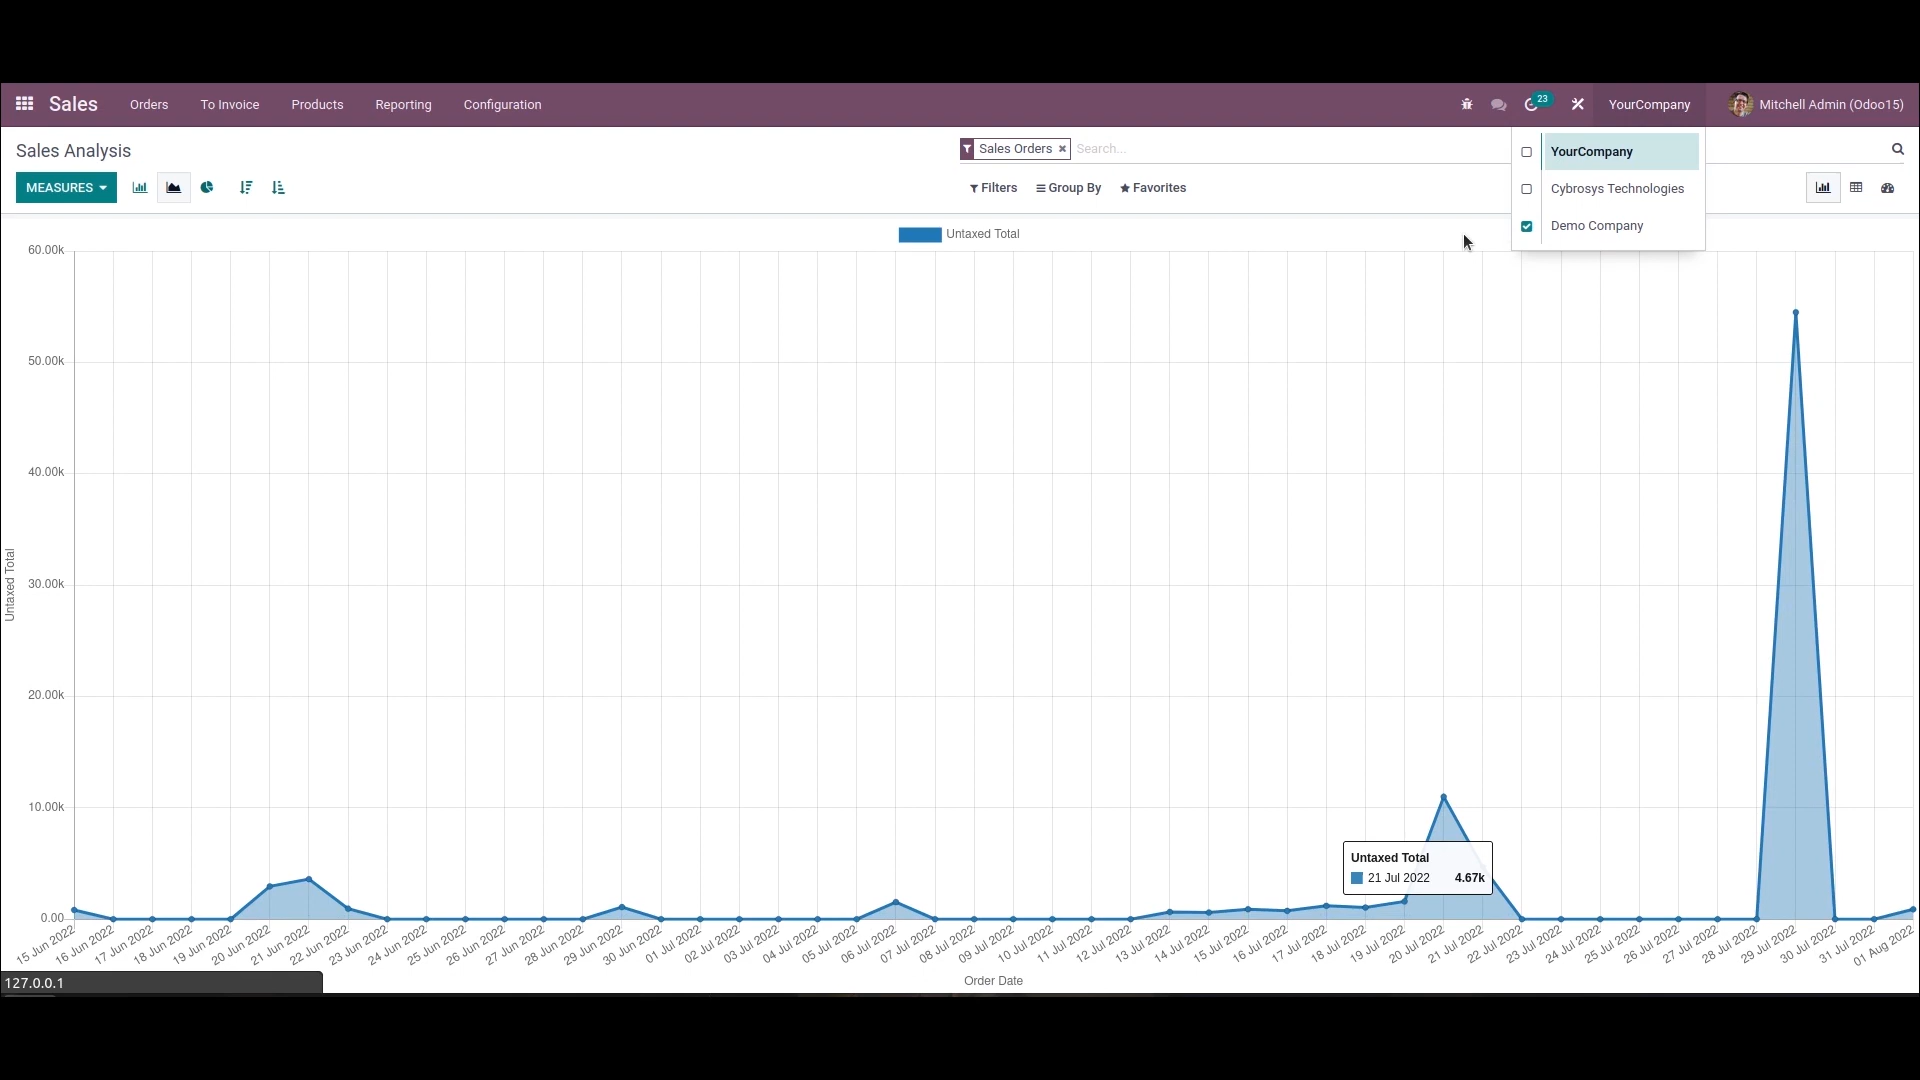 Sales Orders To Invoice Products Reporting Configuration 23 YourCompany Mitchell Admin (Odoo15)
Sales Analysis
Sales Orders × Search...
MEASURES
Filters Group By Favorites
YourCompany
Cybrosys Technologies
Demo Company
Untaxed Total
60.00k
50.00k
40.00k
30.00k
20.00k
10.00k
0.00
Untaxed Total
Untaxed Total
21 Jul 2022 4.67k
15 Jun 2022 16 Jun 2022 17 Jun 2022 18 Jun 2022 19 Jun 2022 20 Jun 2022 21 Jun 2022 22 Jun 2022 23 Jun 2022 24 Jun 2022 25 Jun 2022 26 Jun 2022 27 Jun 2022 28 Jun 2022 29 Jun 2022 30 Jun 2022 01 Jul 2022 02 Jul 2022 03 Jul 2022 04 Jul 2022 05 Jul 2022 06 Jul 2022 07 Jul 2022 08 Jul 2022 09 Jul 2022 10 Jul 2022 11 Jul 2022 12 Jul 2022 13 Jul 2022 14 Jul 2022 15 Jul 2022 16 Jul 2022 17 Jul 2022 18 Jul 2022 19 Jul 2022 20 Jul 2022 21 Jul 2022 22 Jul 2022 23 Jul 2022 24 Jul 2022 25 Jul 2022 26 Jul 2022 27 Jul 2022 28 Jul 2022 29 Jul 2022 30 Jul 2022 31 Jul 2022 01 Aug 2022
Order Date
127.0.0.1